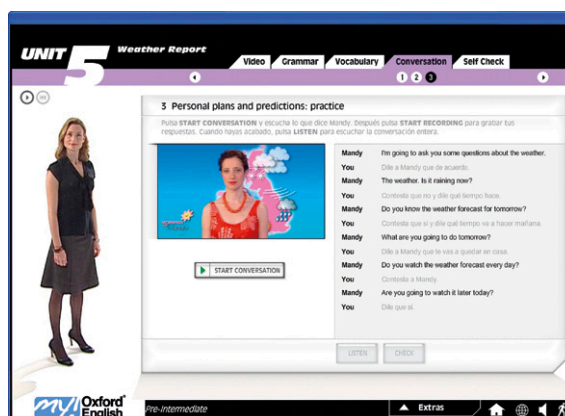 UNIT 5 Weather Report
Video Grammar Vocabulary Conversation Self Check
1 2 3
3 Personal plans and predictions: practice
Pulsa START CONVERSATION y escucha lo que dice Mandy. Después pulsa START RECORDING para grabar tus
respuestas. Cuando hayas acabado, pulsa LISTEN para escuchar la conversación entera.
Mandy I'm going to ask you some questions about the weather.
You Dile a Mandy que de acuerdo.
Mandy The weather. Is it raining now?
You Contesta que no y dile qué tiempo hace.
Mandy Do you know the weather forecast for tomorrow?
You Contesta que sí y dile qué tiempo va a hacer mañana.
Mandy What are you going to do tomorrow?
You Dile a Mandy que te vas a quedar en casa.
Mandy Do you watch the weather forecast every day?
You Contesta a Mandy.
Mandy Are you going to watch it later today?
You Dile que sí.
START CONVERSATION
LISTEN CHECK
my Oxford English
Pre-Intermediate
Extras